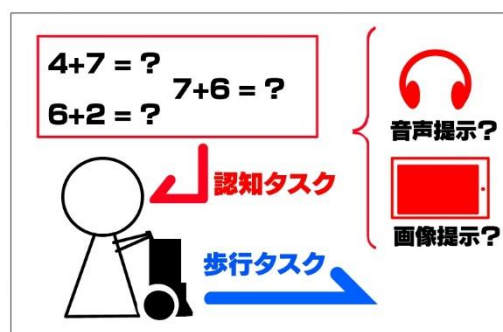 4+7 = ?
7+6 = ?
6+2 = ?
音声提示?
認知タスク
画像提示?
歩行タスク